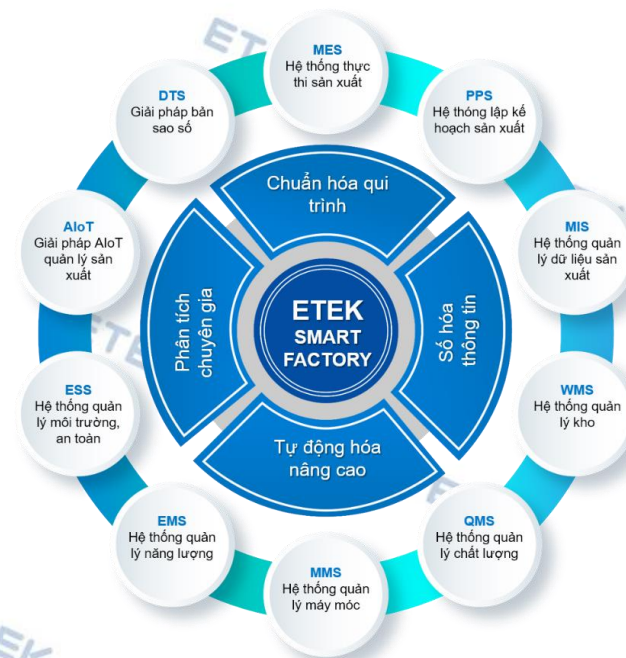 MES
Hệ thống thực
thi sản xuất
PPS
Hệ thóng lập kế
hoạch sản xuất
MIS
Hệ thống quản
lý dữ liệu sản
xuất
WMS
Hệ thống quản
lý kho
QMS
Hệ thống quản
lý chất lượng
MMS
Hệ thống quản
lý máy móc
EMS
Hệ thống quản
lý năng lượng
ESS
Hệ thống quản
lý môi trường,
an toàn
AIoT
Giải pháp AIoT
quản lý sản
xuất
DTS
Giải pháp bản
sao số
Chuẩn hóa qui
trình
Số hóa
thông tin
Tự động hóa
nâng cao
Phân tích
chuyên gia
ETEK
SMART
FACTORY